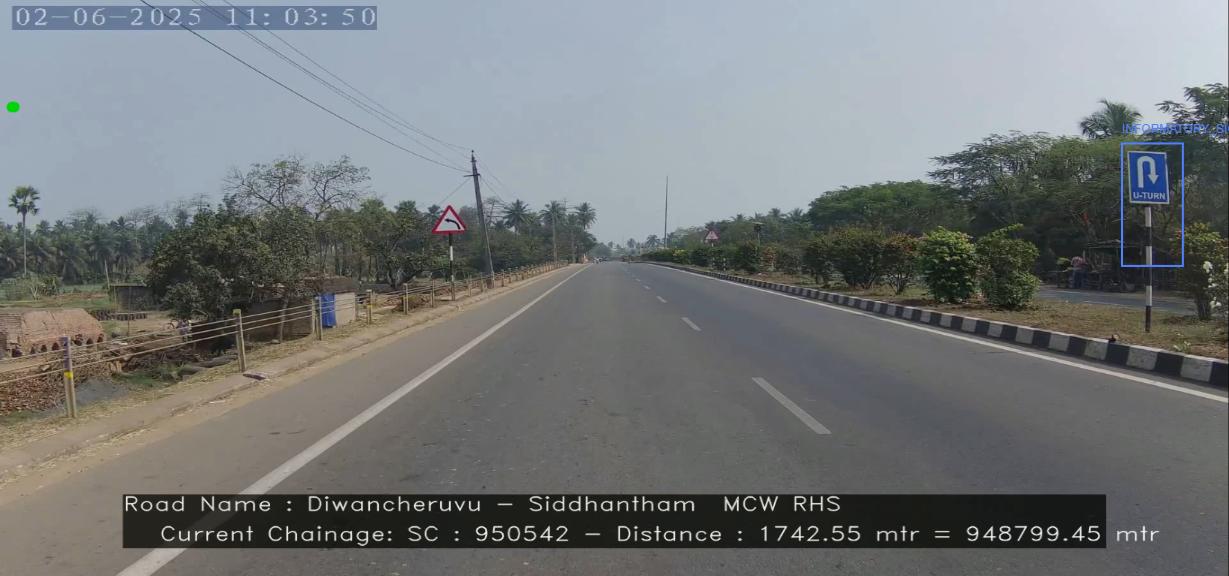 02-06-2025 11:03:50
INFORMATORY
U-TURN
Road Name : Diwancheruvu - Siddhantham MCW RHS
Current Chainage: SC : 950542 - Distance : 1742.55 mtr = 948799.45 mtr